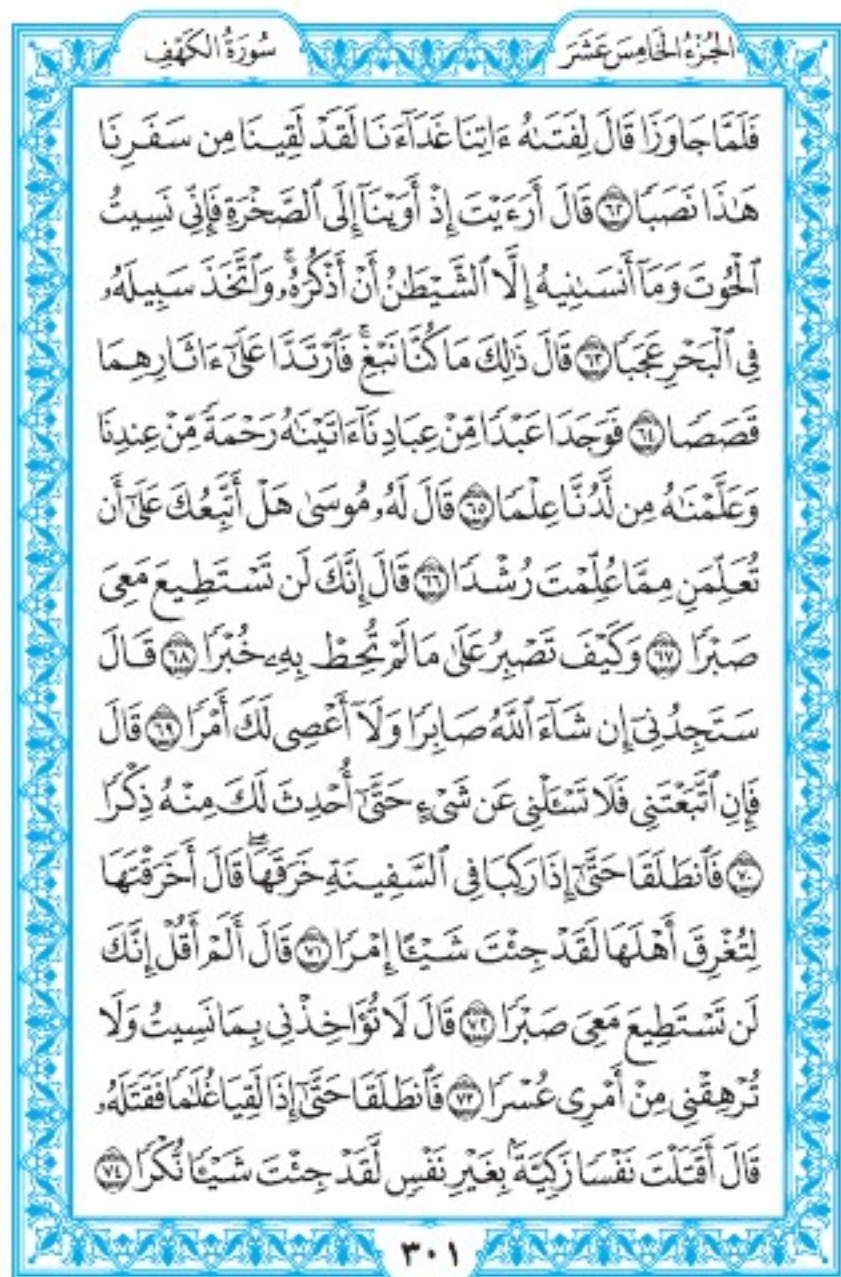 الجُزْءُ الخَامِسَ عَشَرَ
سُورَةُ الكَهْفِ
فَلَمَّا جَاوَزَا قَالَ لِفَتَىٰهُ ءَاتِنَا غَدَآءَنَا لَقَدْ لَقِينَا مِن سَفَرِنَا
هَٰذَا نَصَبًا ٦٢ قَالَ أَرَءَيْتَ إِذْ أَوَيْنَآ إِلَى ٱلصَّخْرَةِ فَإِنِّى نَسِيتُ
ٱلْحُوتَ وَمَآ أَنسَىٰنِيهُ إِلَّا ٱلشَّيْطَٰنُ أَنْ أَذْكُرَهُۥۚ وَٱتَّخَذَ سَبِيلَهُۥ
فِى ٱلْبَحْرِ عَجَبًا ٦٣ قَالَ ذَٰلِكَ مَا كُنَّا نَبْغِۚ فَٱرْتَدَّا عَلَىٰٓ ءَاثَارِهِمَا
قَصَصًا ٦٤ فَوَجَدَا عَبْدًا مِّنْ عِبَادِنَآ ءَاتَيْنَٰهُ رَحْمَةً مِّنْ عِندِنَا
وَعَلَّمْنَٰهُ مِن لَّدُنَّا عِلْمًا ٦٥ قَالَ لَهُۥ مُوسَىٰ هَلْ أَتَّبِعُكَ عَلَىٰٓ أَن
تُعَلِّمَنِ مِمَّا عُلِّمْتَ رُشْدًا ٦٦ قَالَ إِنَّكَ لَن تَسْتَطِيعَ مَعِىَ
صَبْرًا ٦٧ وَكَيْفَ تَصْبِرُ عَلَىٰ مَا لَمْ تُحِطْ بِهِۦ خُبْرًا ٦٨ قَالَ
سَتَجِدُنِىٓ إِن شَآءَ ٱللَّهُ صَابِرًا وَلَآ أَعْصِى لَكَ أَمْرًا ٦٩ قَالَ
فَإِنِ ٱتَّبَعْتَنِى فَلَا تَسْـَٔلْنِى عَن شَىْءٍ حَتَّىٰٓ أُحْدِثَ لَكَ مِنْهُ ذِكْرًا
٧٠ فَٱنطَلَقَا حَتَّىٰٓ إِذَا رَكِبَا فِى ٱلسَّفِينَةِ خَرَقَهَاۖ قَالَ أَخَرَقْتَهَا
لِتُغْرِقَ أَهْلَهَا لَقَدْ جِئْتَ شَيْـًٔا إِمْرًا ٧١ قَالَ أَلَمْ أَقُلْ إِنَّكَ
لَن تَسْتَطِيعَ مَعِىَ صَبْرًا ٧٢ قَالَ لَا تُؤَاخِذْنِى بِمَا نَسِيتُ وَلَا
تُرْهِقْنِى مِنْ أَمْرِى عُسْرًا ٧٣ فَٱنطَلَقَا حَتَّىٰٓ إِذَا لَقِيَا غُلَٰمًا فَقَتَلَهُۥ
قَالَ أَقَتَلْتَ نَفْسًا زَكِيَّةًۢ بِغَيْرِ نَفْسٍ لَّقَدْ جِئْتَ شَيْـًٔا نُّكْرًا ٧٤
٣٠١